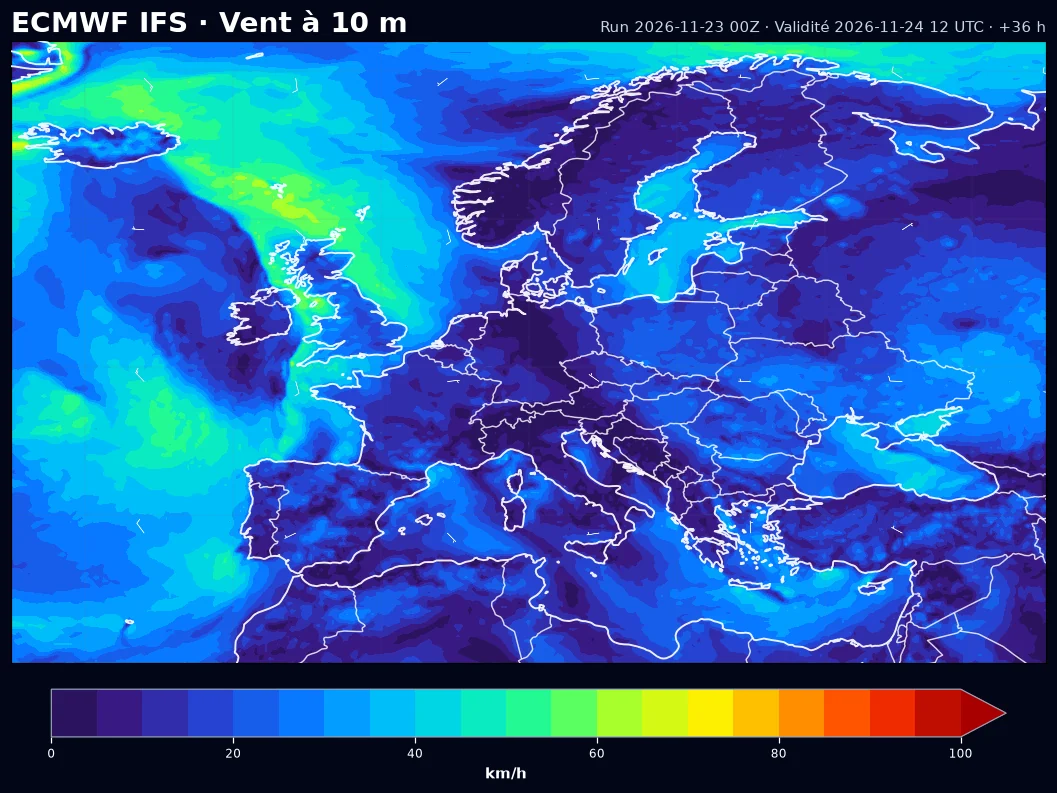 ECMWF IFS · Vent à 10 m
Run 2026-11-23 00Z · Validité 2026-11-24 12 UTC · +36 h
0 20 40 60 80 100
km/h